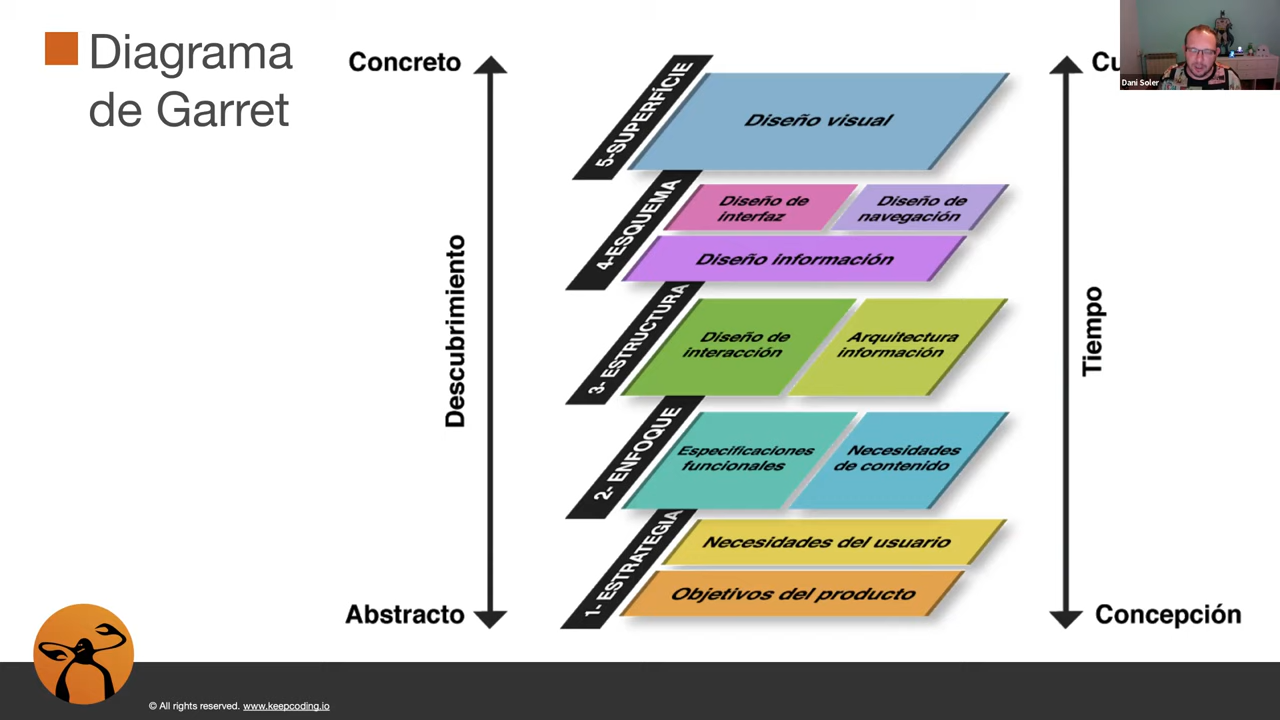 Diagrama
de Garret
Concreto
Dani Soler
5-SUPERFÍCIE
Diseño visual
4-ESQUEMA
Diseño de
interfaz
Diseño de
navegación
Diseño información
Descubrimiento
Tiempo
3- ESTRUCTURA
Diseño de
interacción
Arquitectura
información
2- ENFOQUE
Especificaciones
funcionales
Necesidades
de contenido
1- ESTRATEGIA
Necesidades del usuario
Objetivos del producto
Abstracto
Concepción
© All rights reserved. www.keepcoding.io